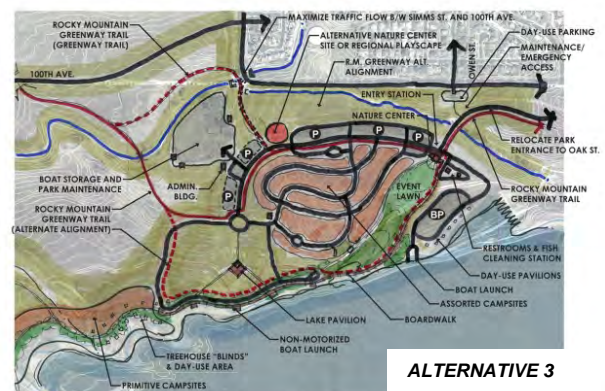 ROCKY MOUNTAIN
GREENWAY TRAIL
(GREENWAY TRAIL)
MAXIMIZE TRAFFIC FLOW B/W SIMMS ST. AND 100TH AVE.
ALTERNATIVE NATURE CENTER
SITE OR REGIONAL PLAYSCAPE
R.M. GREENWAY ALT
ALIGNMENT
OWEN ST.
DAY-USE PARKING
MAINTENANCE/
EMERGENCY
ACCESS
100TH AVE.
ENTRY STATION
NATURE CENTER
P
P
P
P
P
RELOCATE PARK
ENTRANCE TO OAK ST.
BOAT STORAGE AND
PARK MAINTENANCE
ADMIN.
BLDG.
EVENT
LAWN
ROCKY MOUNTAIN
GREENWAY TRAIL
ROCKY MOUNTAIN
GREENWAY TRAIL
(ALTERNATE ALIGNMENT)
BP
RESTROOMS & FISH
CLEANING STATION
DAY-USE PAVILIONS
BOAT LAUNCH
ASSORTED CAMPSITES
BOARDWALK
LAKE PAVILION
NON-MOTORIZED
BOAT LAUNCH
TREEHOUSE "BLINDS"
& DAY-USE AREA
PRIMITIVE CAMPSITES
ALTERNATIVE 3